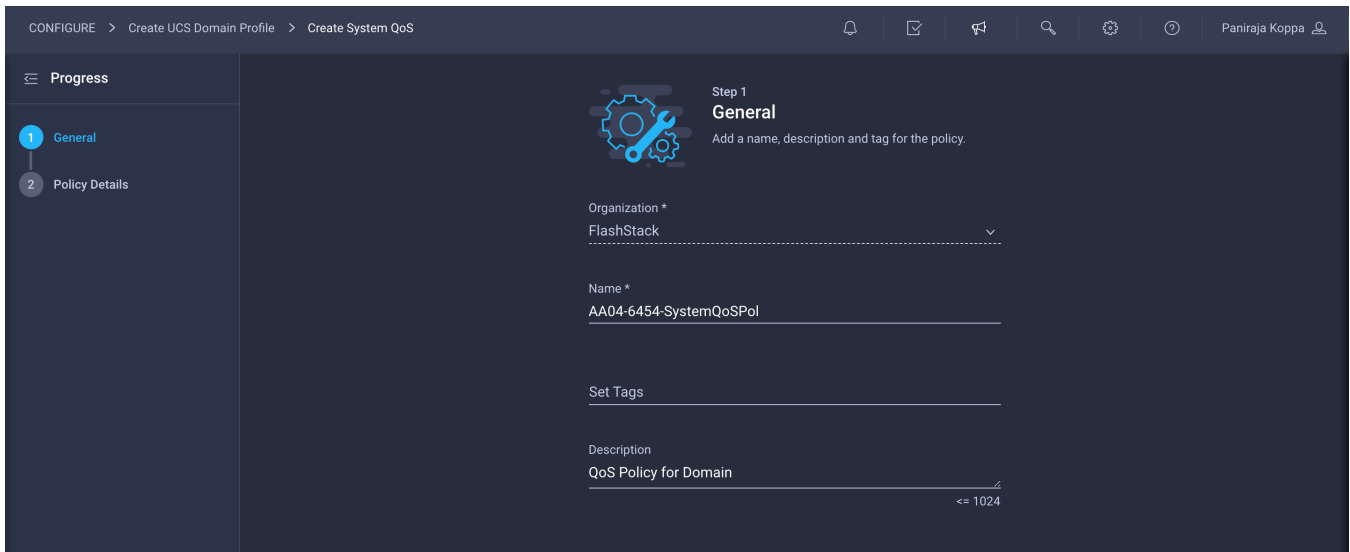 CONFIGURE > Create UCS Domain Profile > Create System QoS
Paniraja Koppa
Progress
1 General
2 Policy Details
Step 1
General
Add a name, description and tag for the policy.
Organization *
FlashStack
Name *
AA04-6454-SystemQoSPol
Set Tags
Description
QoS Policy for Domain
<= 1024